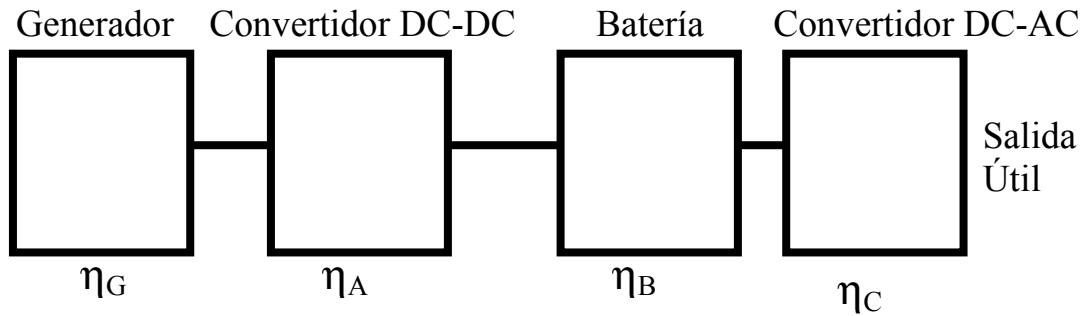 Generador Convertidor DC-DC Batería Convertidor DC-AC
Salida
Útil
ηG ηA ηB ηC